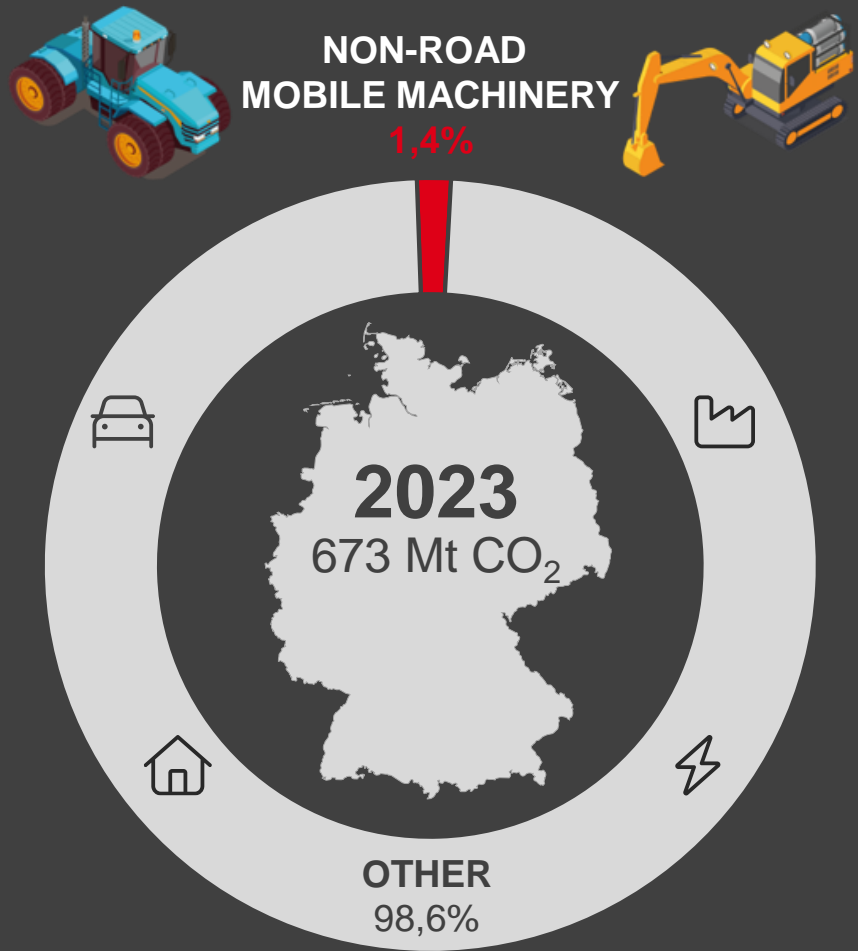 NON-ROAD
MOBILE MACHINERY
1,4%
2023
673 Mt CO₂
OTHER
98,6%